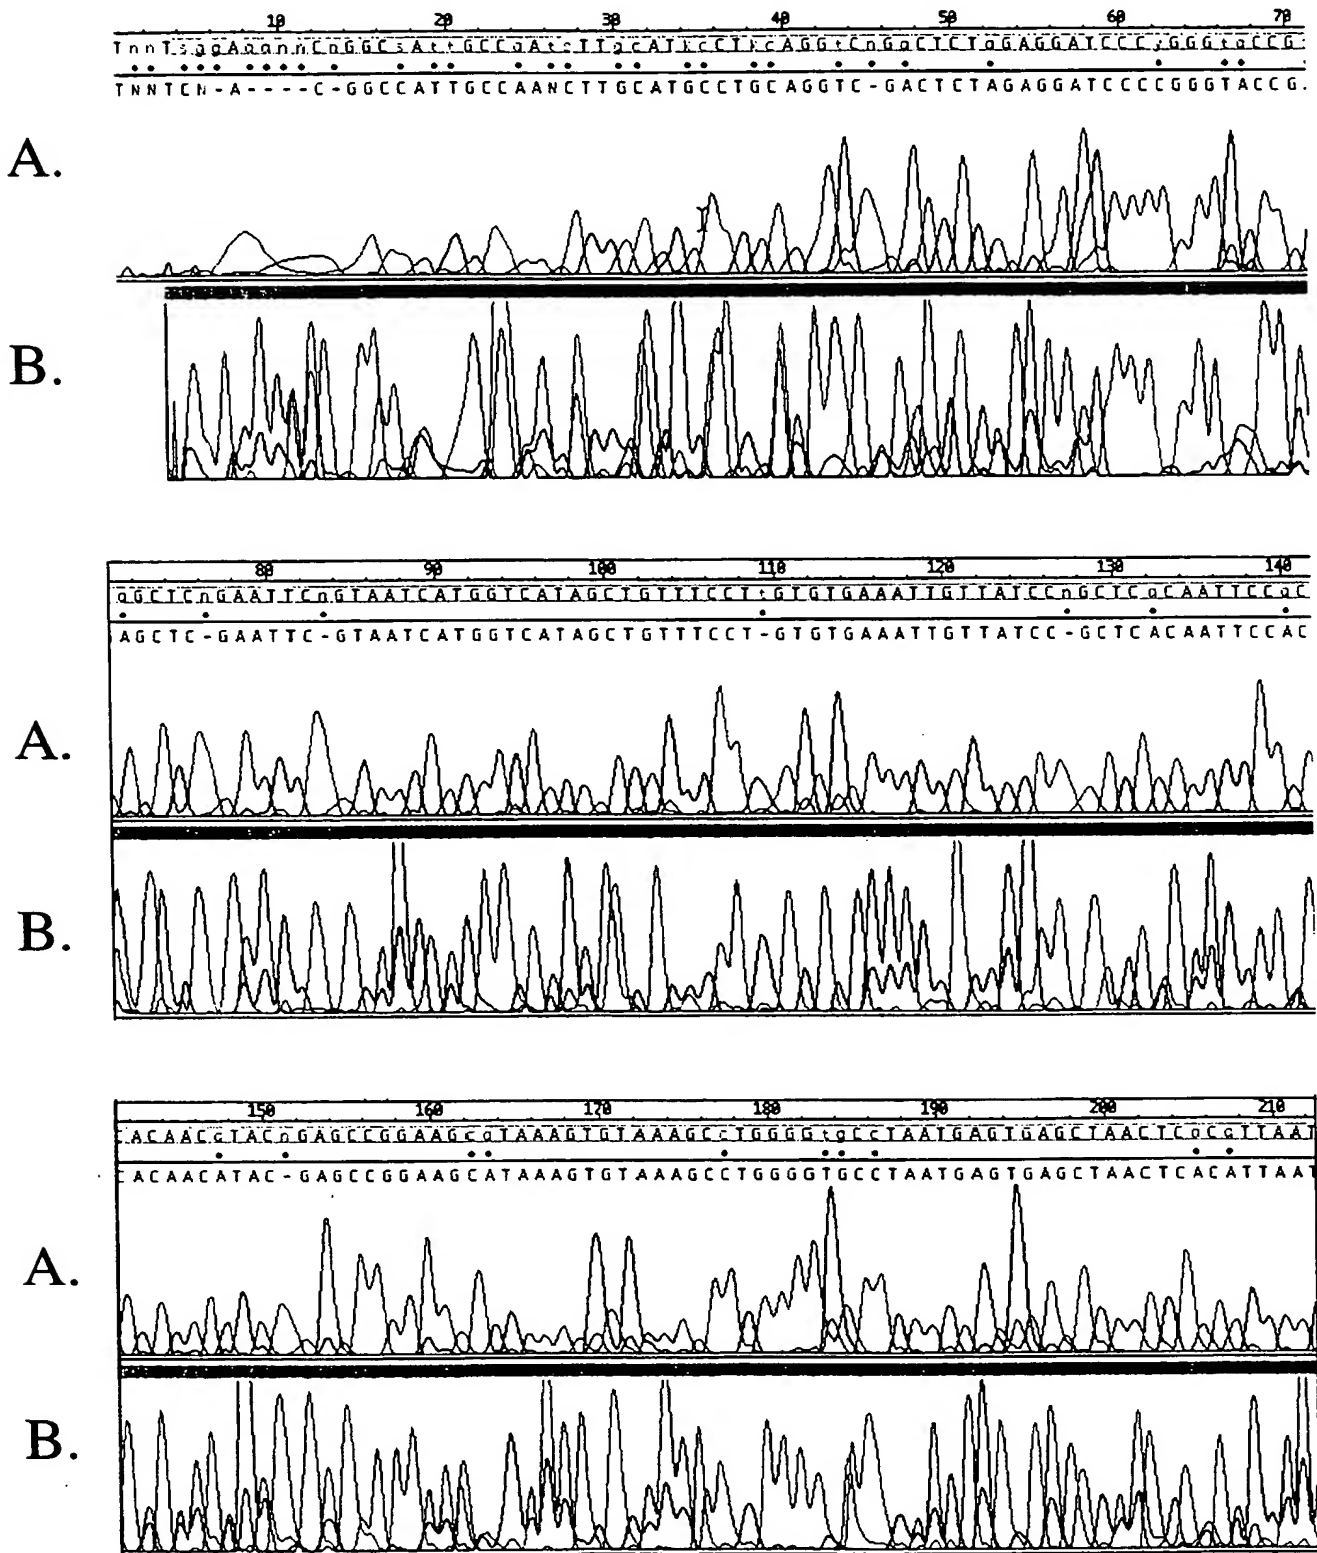 10 20 30 40 50 60 70
TNNTCN-A----C-GGCCATTGCCAANCTTGCATGCCTGCAGGTC-GACTCTAGAGGATCCCCGGGTACCG.
A.
B.
80 90 100 110 120 130 140
gGCTCnGAATTCnGTAATCATGGTCATAGCTGTTTCCTtGTGTGAAATTGTTATCCnGCTCaCAATTCCaC
AGCTC-GAATTC-GTAATCATGGTCATAGCTGTTTCCT-GTGTGAAATTGTTATCC-GCTCACAATTCCAC
A.
B.
150 160 170 180 190 200 210
CACAACATAC-GAGCCGGAAGCATAAAGTGTAAAGCCTGGGGTGCCTAATGAGTGAGCTAACTCACATTAAT
A.
B.